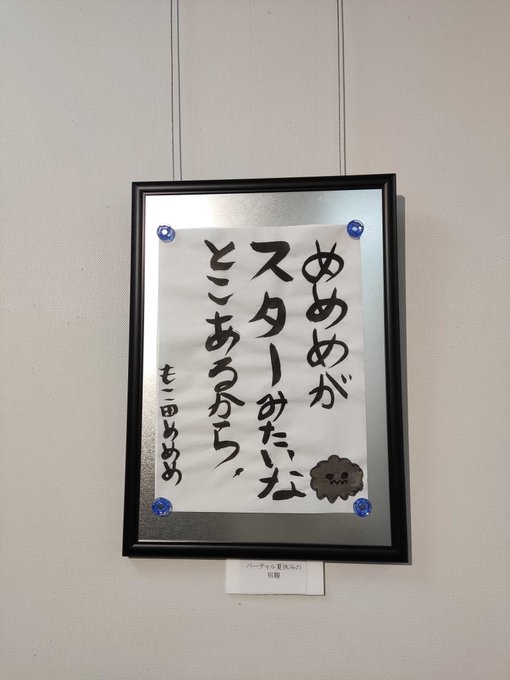 めめめが
スターみたいな
とこあるから、
もこ田めめめ
バーチャル夏休みの
宿題